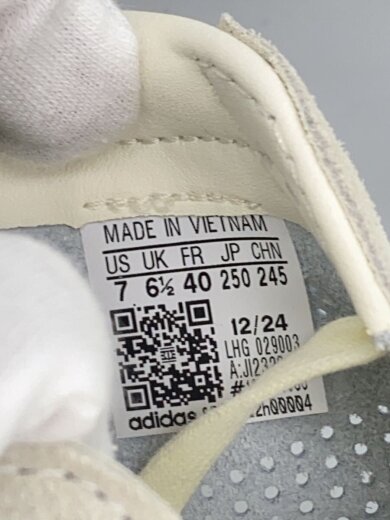 MADE IN VIETNAM
US UK FR JP CHN
7 6½ 40 250 245
12/24
LHG 029003
adidas